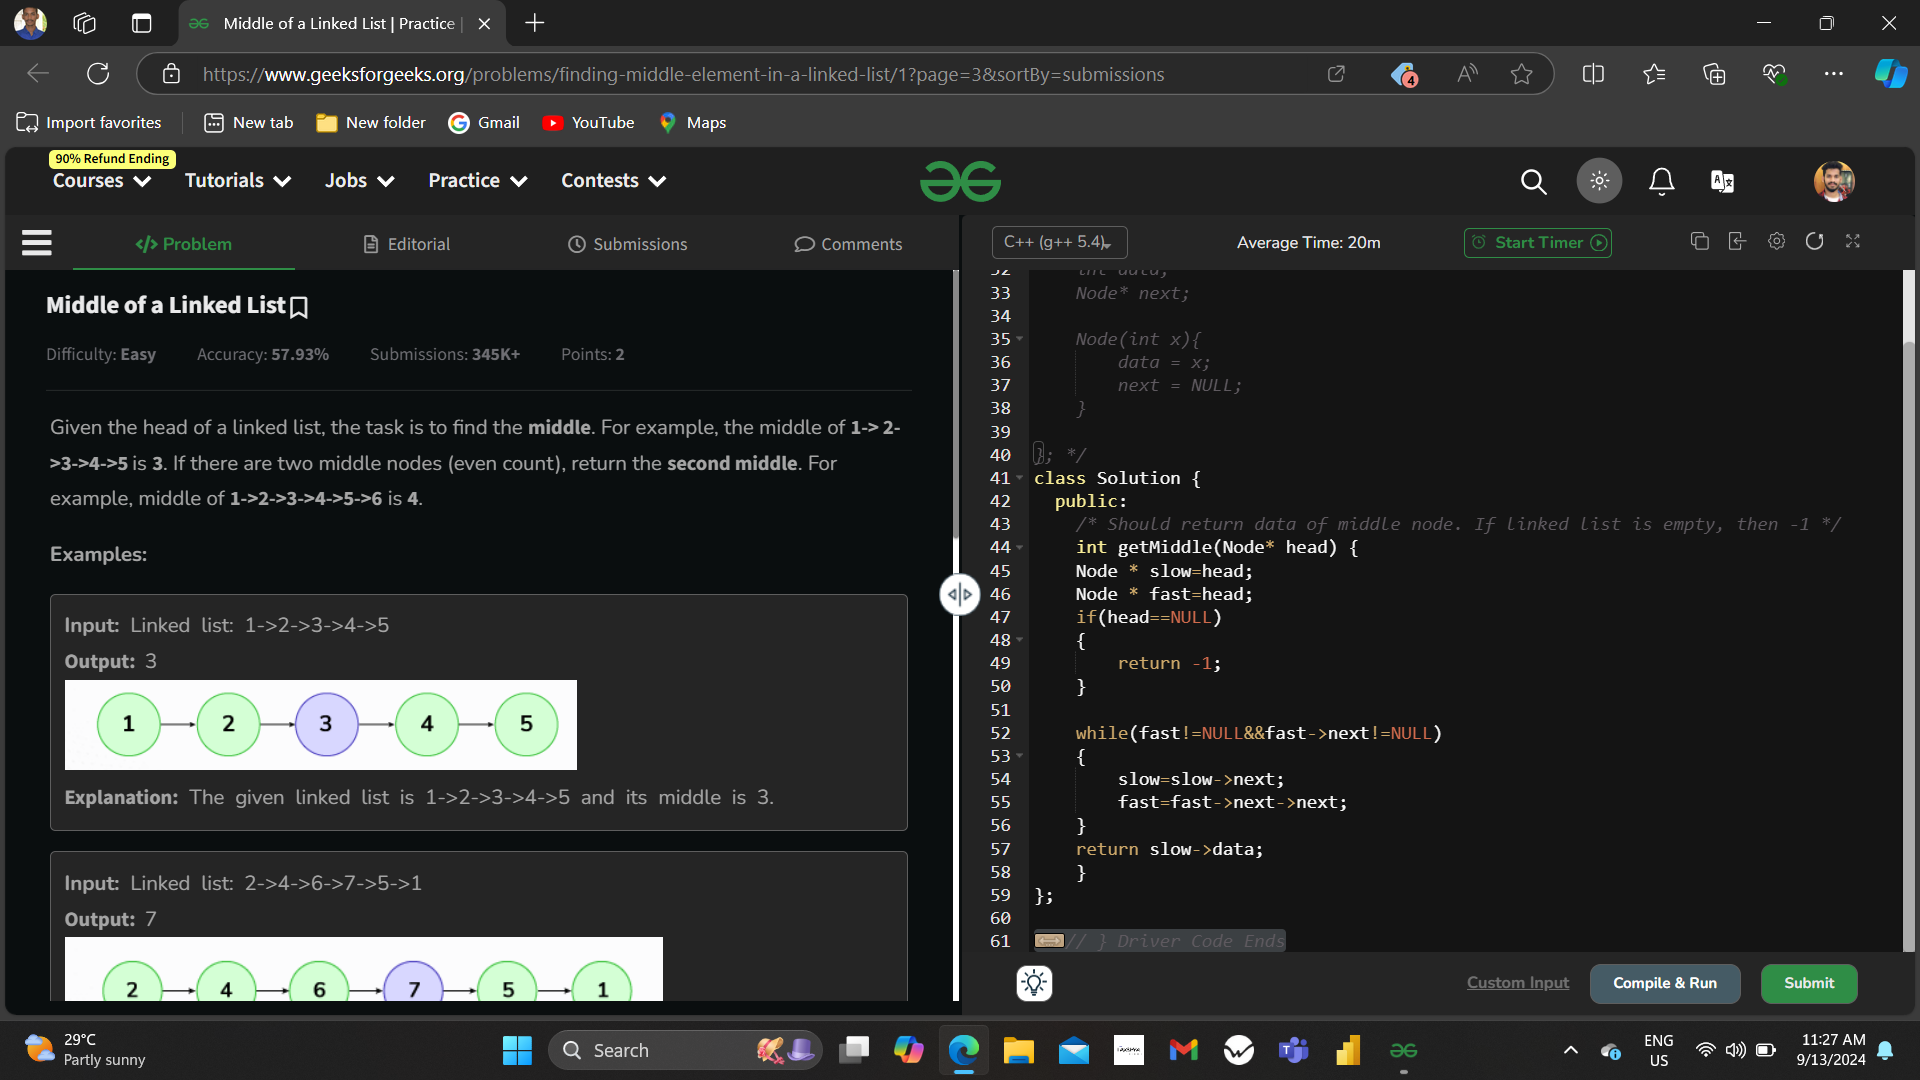 Middle of a Linked List | Practice |
https://www.geeksforgeeks.org/problems/finding-middle-element-in-a-linked-list/1?page=3&sortBy=submissions
4
Import favorites
New tab
New folder
Gmail
YouTube
Maps
90% Refund Ending
Courses
Tutorials
Jobs
Practice
Contests
</> Problem
Editorial
Submissions
Comments
C++ (g++ 5.4)
Average Time: 20m
Start Timer
Middle of a Linked List
Difficulty: Easy
Accuracy: 57.93%
Submissions: 345K+
Points: 2
Given the head of a linked list, the task is to find the middle. For example, the middle of 1-> 2-
>3->4->5 is 3. If there are two middle nodes (even count), return the second middle. For
example, middle of 1->2->3->4->5->6 is 4.
Examples:
Input: Linked list: 1->2->3->4->5
Output: 3
1 2 3 4 5
Explanation: The given linked list is 1->2->3->4->5 and its middle is 3.
Input: Linked list: 2->4->6->7->5->1
Output: 7
2 4 6 7 5 1
32 int data;
33 Node* next;
34
35 Node(int x){
36 data = x;
37 next = NULL;
38 }
39
40 }; */
41 class Solution {
42 public:
43 /* Should return data of middle node. If linked list is empty, then -1 */
44 int getMiddle(Node* head) {
45 Node * slow=head;
46 Node * fast=head;
47 if(head==NULL)
48 {
49 return -1;
50 }
51
52 while(fast!=NULL&&fast->next!=NULL)
53 {
54 slow=slow->next;
55 fast=fast->next->next;
56 }
57 return slow->data;
58 }
59 };
60
61 // } Driver Code Ends
Custom Input
Compile & Run
Submit
29°C
Partly sunny
Search
ENG
US
11:27 AM
9/13/2024